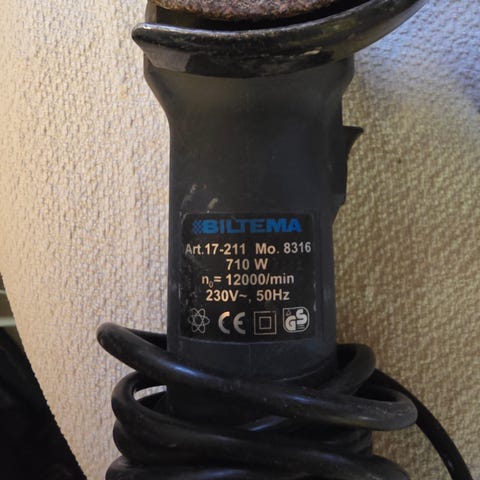 BILTEMA
Art.17-211 Mo. 8316
710 W
n₀= 12000/min
230V~, 50Hz
CE GS